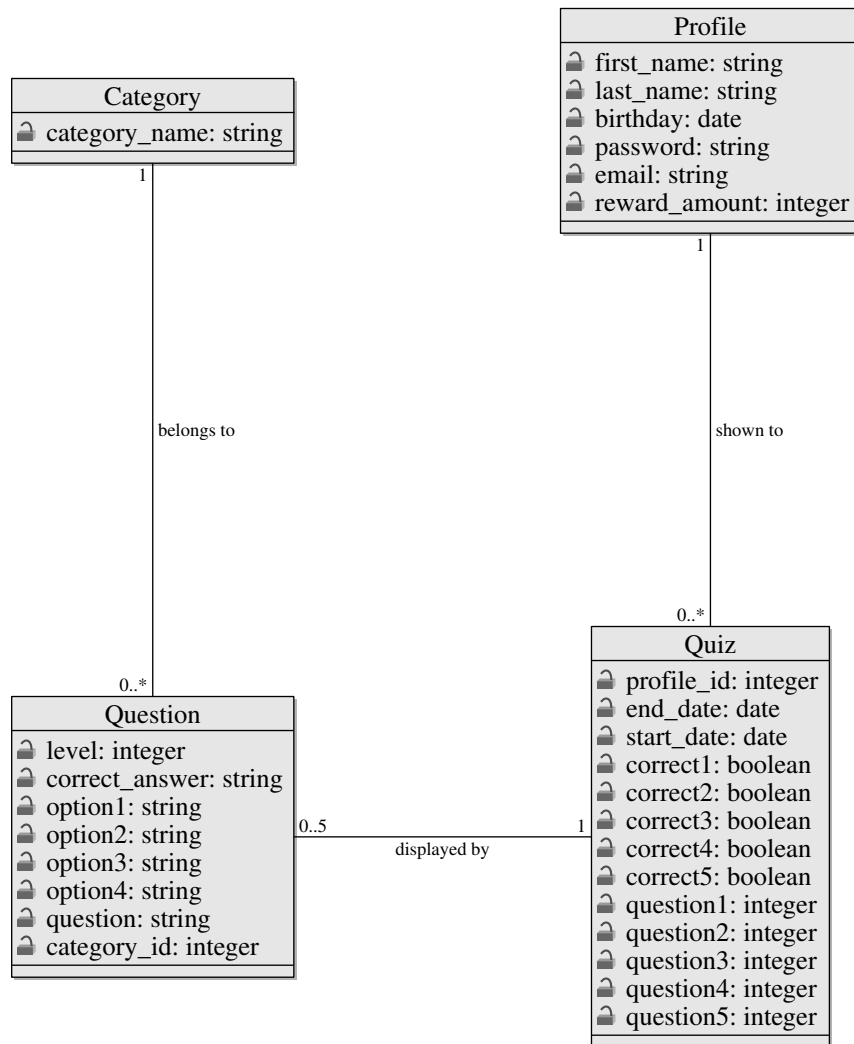 Profile
first_name: string
last_name: string
birthday: date
password: string
email: string
reward_amount: integer
Category
category_name: string
1
1
belongs to
shown to
0..*
0..*
Question
level: integer
correct_answer: string
option1: string
option2: string
option3: string
option4: string
question: string
category_id: integer
0..5
displayed by
1
Quiz
profile_id: integer
end_date: date
start_date: date
correct1: boolean
correct2: boolean
correct3: boolean
correct4: boolean
correct5: boolean
question1: integer
question2: integer
question3: integer
question4: integer
question5: integer